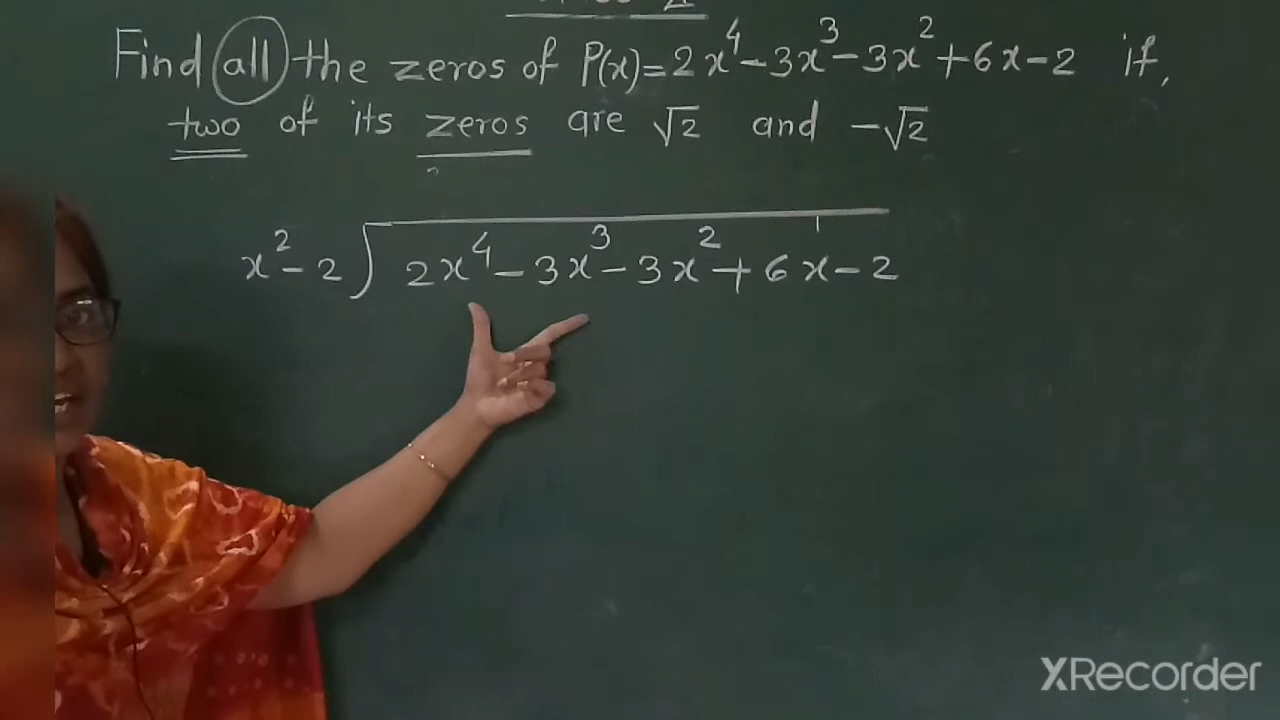 Find all the zeros of P(x)=2x⁴-3x³-3x²+6x-2 if,
two of its zeros are √2 and -√2
x²-2) 2x⁴-3x³-3x²+6x-2
XRecorder